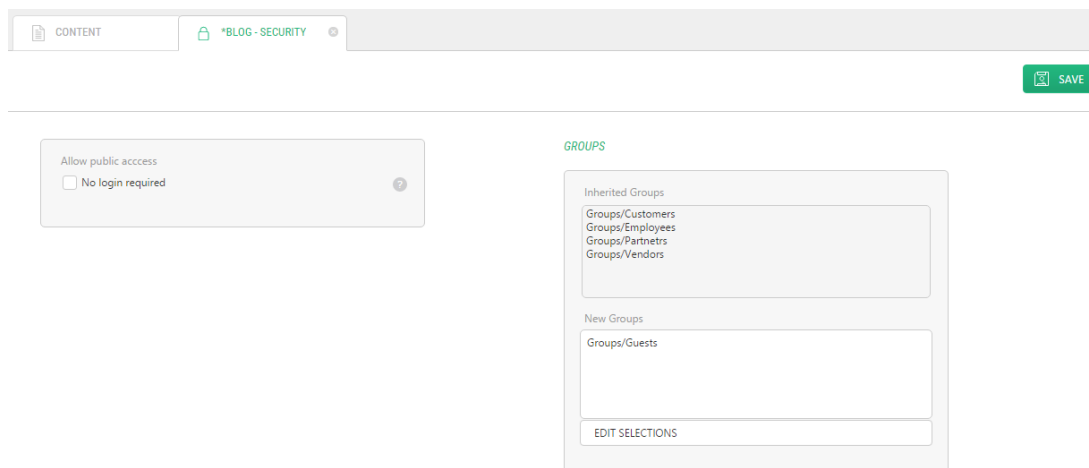 CONTENT
*BLOG - SECURITY
SAVE
Allow public acccess
No login required
?
GROUPS
Inherited Groups
Groups/Customers
Groups/Employees
Groups/Partnetrs
Groups/Vendors
New Groups
Groups/Guests
EDIT SELECTIONS